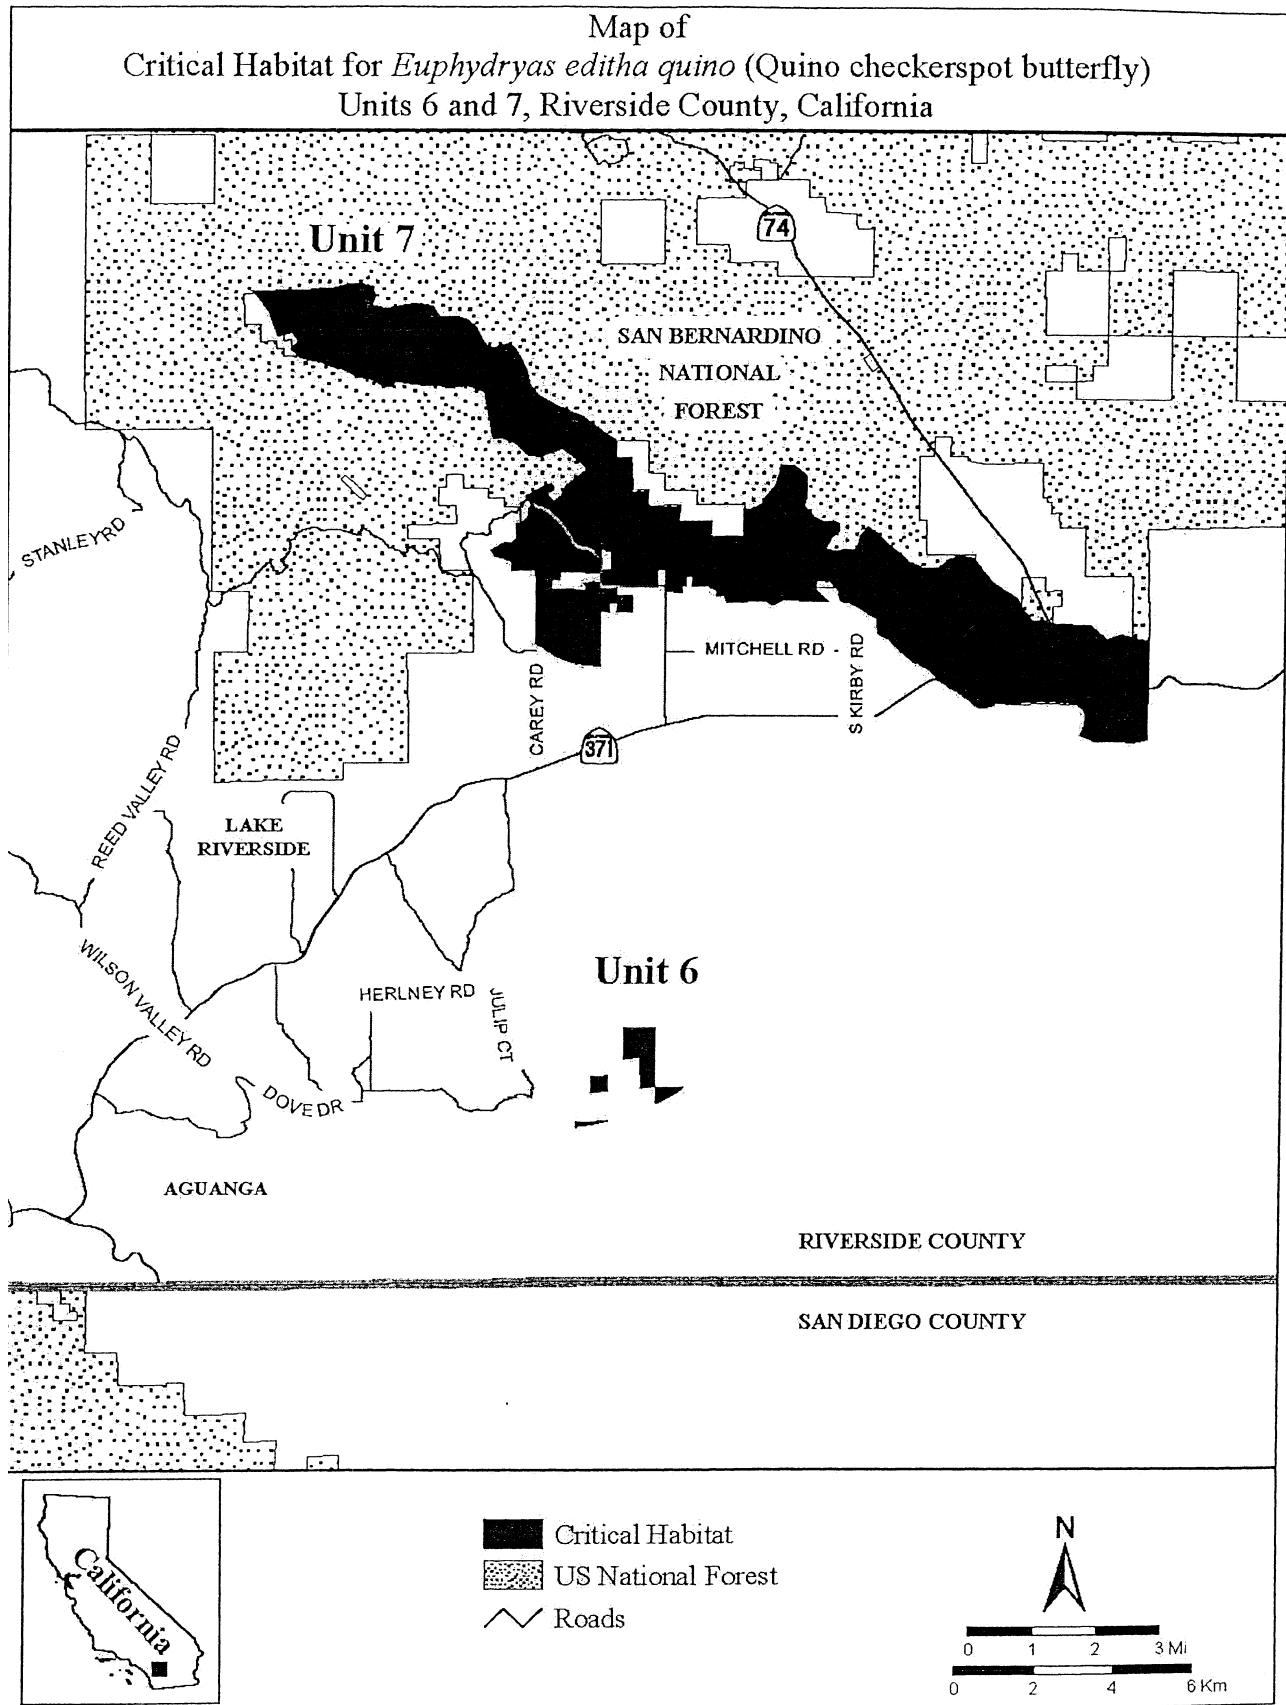 Map of
Critical Habitat for Euphydryas editha quino (Quino checkerspot butterfly)
Units 6 and 7, Riverside County, California
74
Unit 7
SAN BERNARDINO
NATIONAL
FOREST
STANLEY RD
MITCHELL RD
S KIRBY RD
CAREY RD
371
REED VALLEY RD
LAKE
RIVERSIDE
WILSON VALLEY RD
Unit 6
HERLNEY RD
JULIP CT
DOVE DR
AGUANGA
RIVERSIDE COUNTY
SAN DIEGO COUNTY
California
Critical Habitat
US National Forest
Roads
N
0 1 2 3 Mi
0 2 4 6 Km